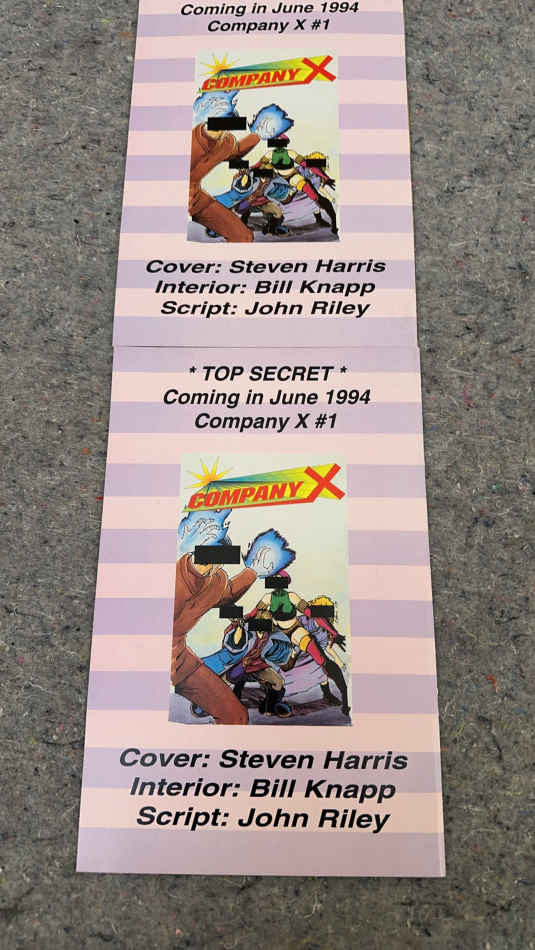 Coming in June 1994
Company X #1
COMPANY X
Cover: Steven Harris
Interior: Bill Knapp
Script: John Riley
* TOP SECRET *
Coming in June 1994
Company X #1
COMPANY X
Cover: Steven Harris
Interior: Bill Knapp
Script: John Riley